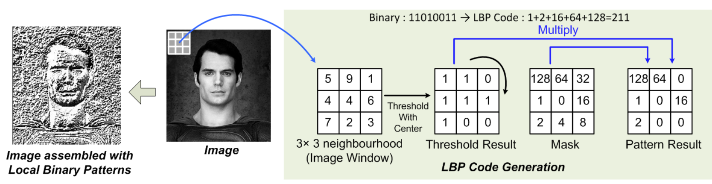 Binary : 11010011 → LBP Code : 1+2+16+64+128=211
Multiply
5 9 1
4 4 6
7 2 3
Threshold
With
Center
1 1 0
1 1 1
1 0 0
128 64 32
1 0 16
2 4 8
128 64 0
1 0 16
2 0 0
3× 3 neighbourhood
(Image Window)
Threshold Result
Mask
Pattern Result
LBP Code Generation
Image
Image assembled with
Local Binary Patterns